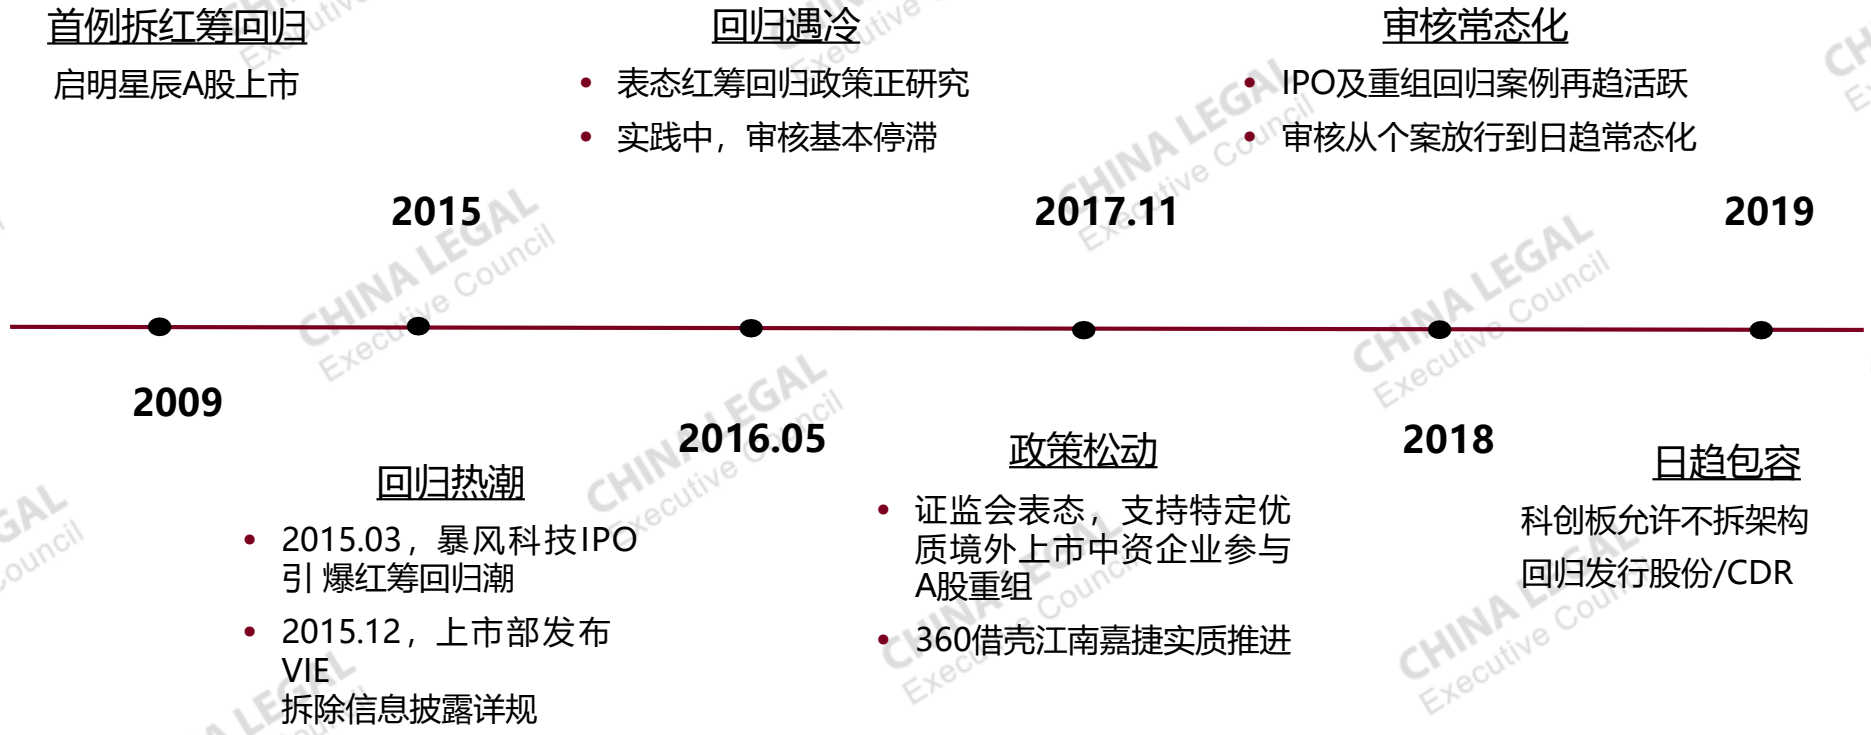 首例拆红筹回归
启明星辰A股上市
回归遇冷
• 表态红筹回归政策正研究
• 实践中，审核基本停滞
审核常态化
• IPO及重组回归案例再趋活跃
• 审核从个案放行到日趋常态化
2015
2017.11
2019
2009
2016.05
2018
回归热潮
• 2015.03，暴风科技IPO
引 爆红筹回归潮
• 2015.12，上市部发布
VIE
拆除信息披露详规
政策松动
• 证监会表态，支持特定优
质境外上市中资企业参与
A股重组
• 360借壳江南嘉捷实质推进
日趋包容
科创板允许不拆架构
回归发行股份/CDR
CHINA LEGAL
Executive Council